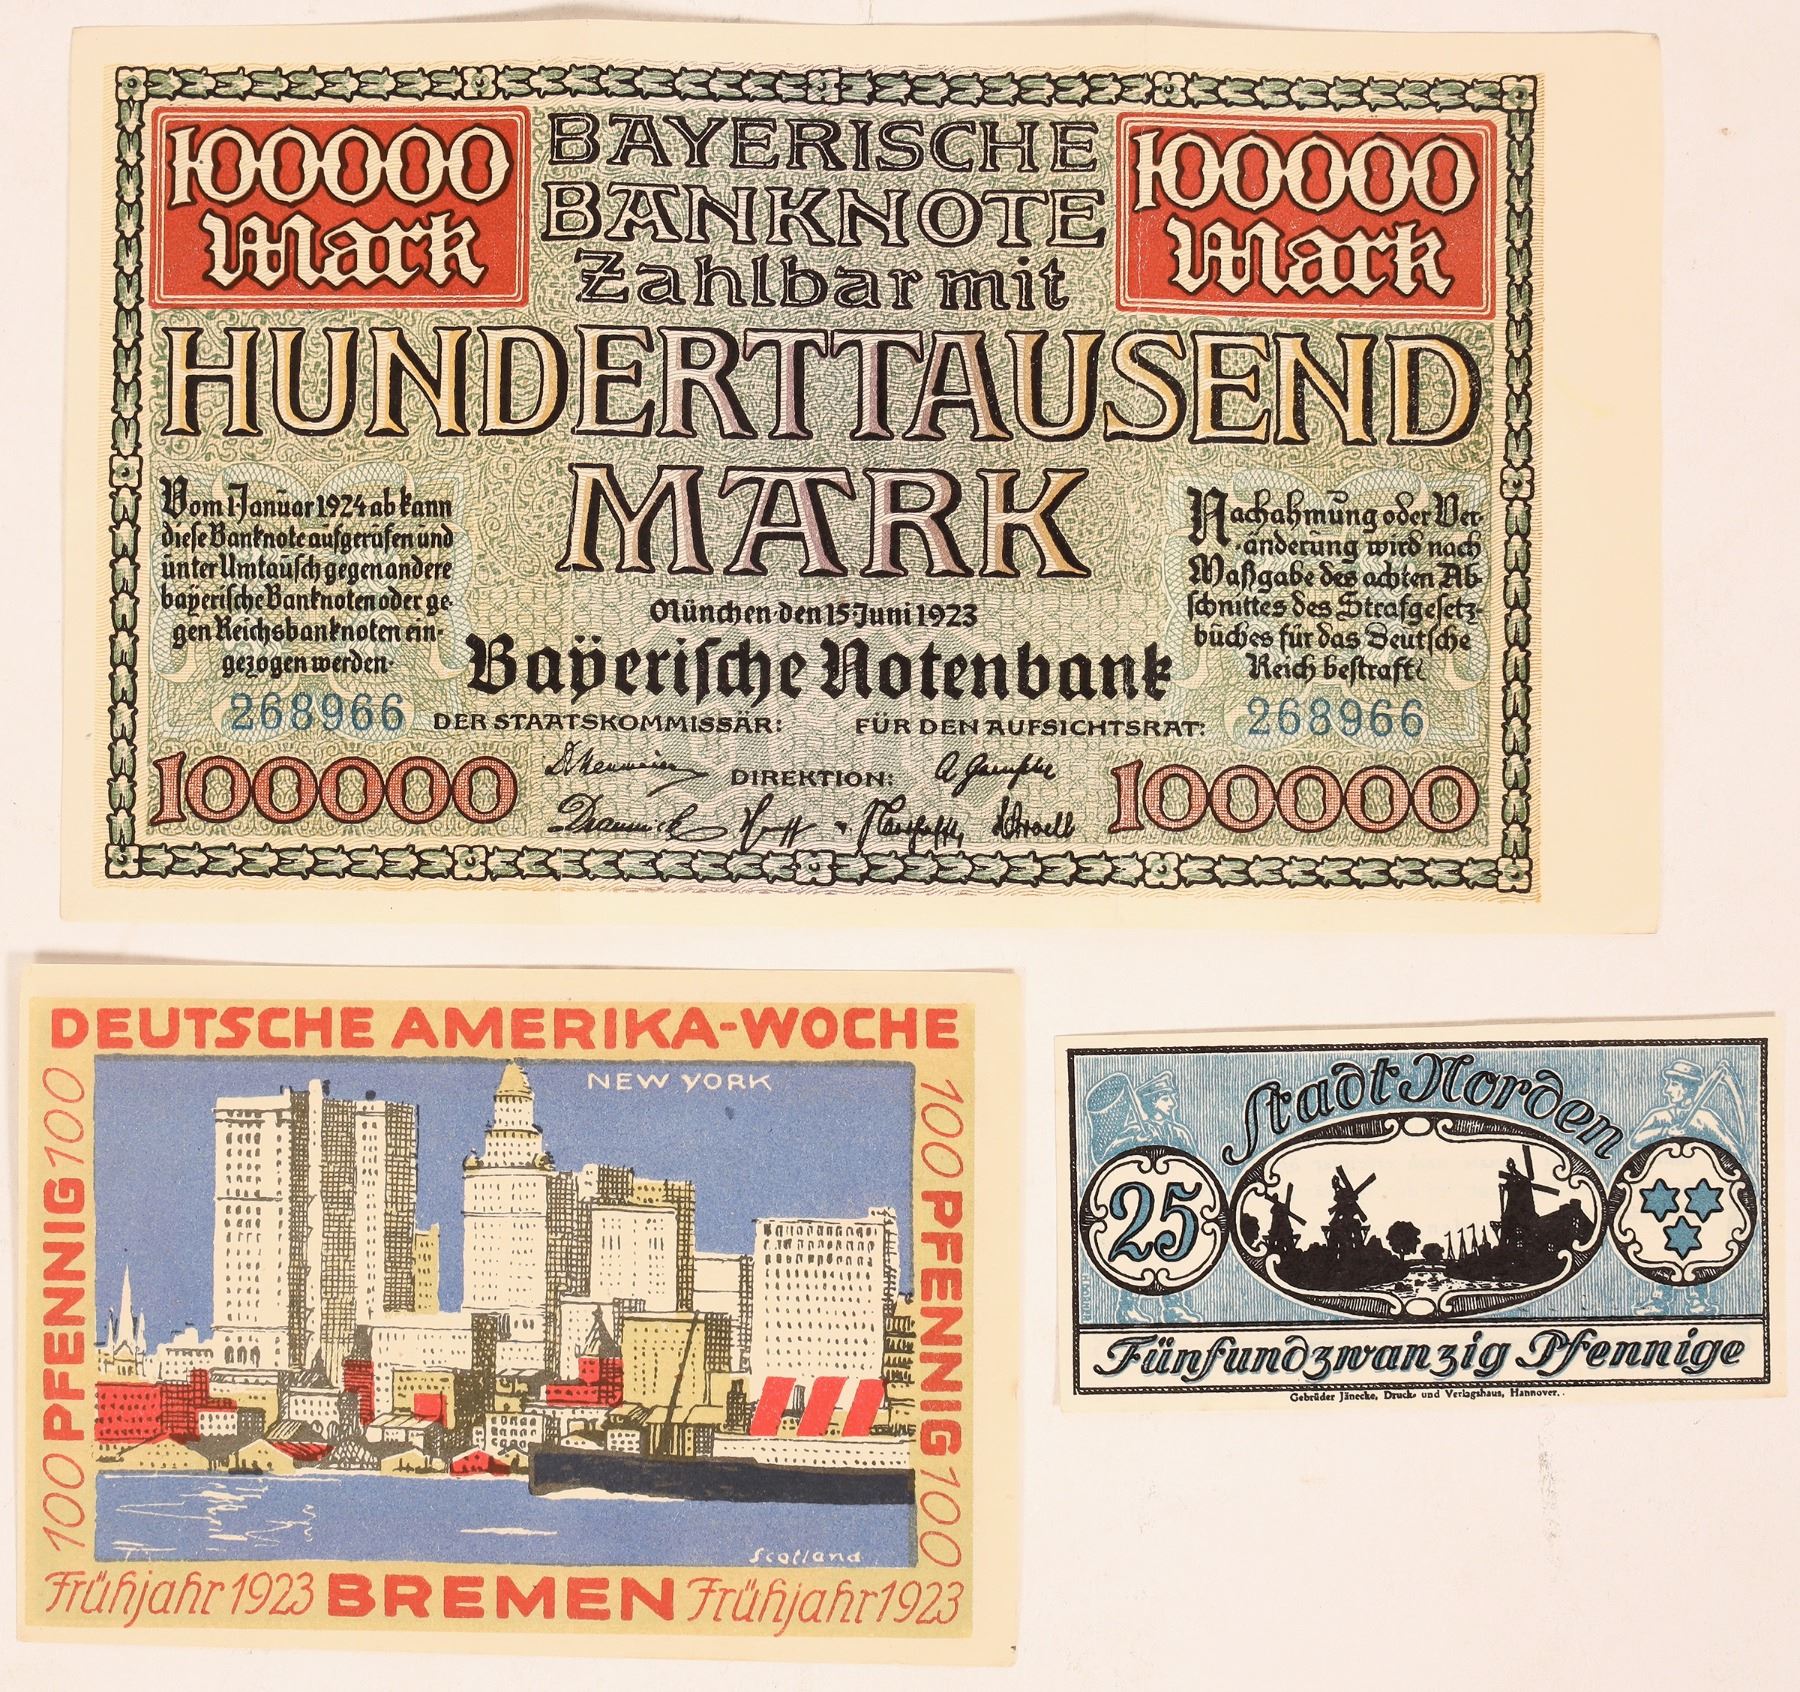 100000
Mark
BAYERISCHE
BANKNOTE
Zahlbar mit
100000
Mark
HUNDERTTAUSEND
MARK
Vom 1·Januar 1924 ab kann
diese Banknote aufgerufen und
unter Umtausch gegen andere
bayerische Banknoten oder ge-
gen Reichsbanknoten ein-
gezogen werden·
268966
München·den 15·Juni 1923
Bayerische Notenbank
DER STAATSKOMMISSÄR:
FÜR DEN AUFSICHTSRAT:
DIREKTION:
Nachahmung oder Ver-
änderung wird nach
Maßgabe des achten Ab-
schnittes des Strafgesetz-
buches für das Deutsche
Reich bestraft·
268966
100000
100000
DEUTSCHE AMERIKA-WOCHE
NEW YORK
100 PFENNIG 100
100 PFENNIG 100
Scotland
Frühjahr 1923 BREMEN Frühjahr 1923
Stadt Norden
25
Fünfundzwanzig Pfennige
Gebrüder Jänecke, Druck- und Verlagshaus, Hannover.